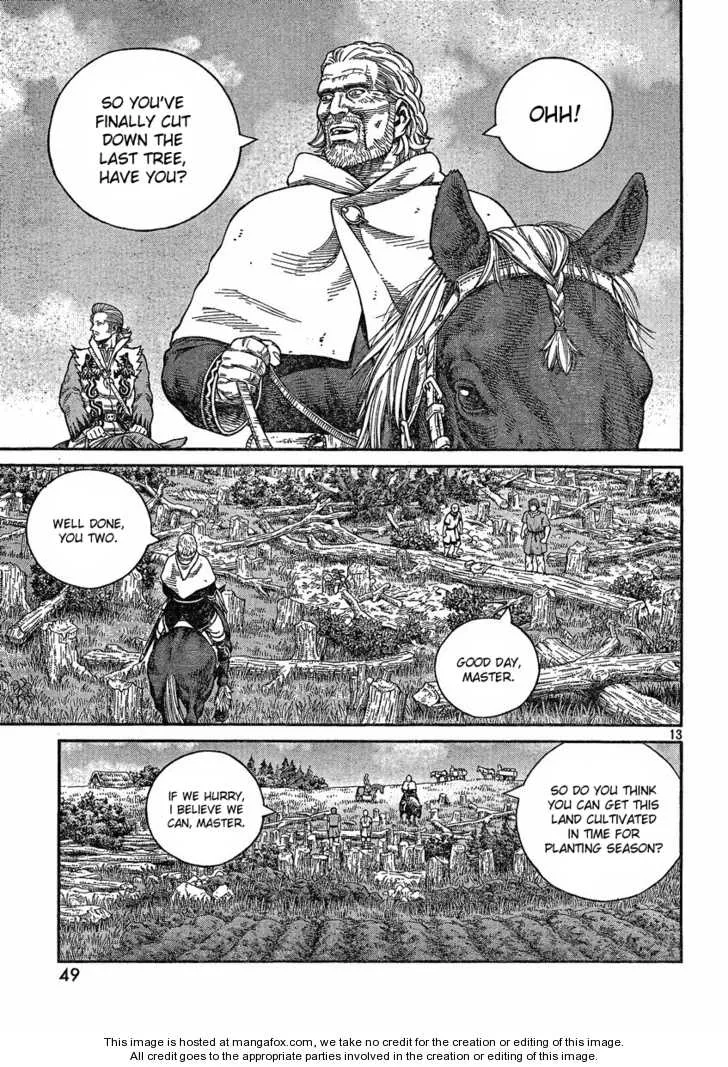 OHH!
SO YOU'VE
FINALLY CUT
DOWN THE
LAST TREE,
HAVE YOU?
WELL DONE,
YOU TWO.
GOOD DAY,
MASTER.
13
SO DO YOU THINK
YOU CAN GET THIS
LAND CULTIVATED
IN TIME FOR
PLANTING SEASON?
IF WE HURRY,
I BELIEVE WE
CAN, MASTER.
49
This image is hosted at mangafox.com, we take no credit for the creation or editing of this image.
All credit goes to the appropriate parties involved in the creation or editing of this image.